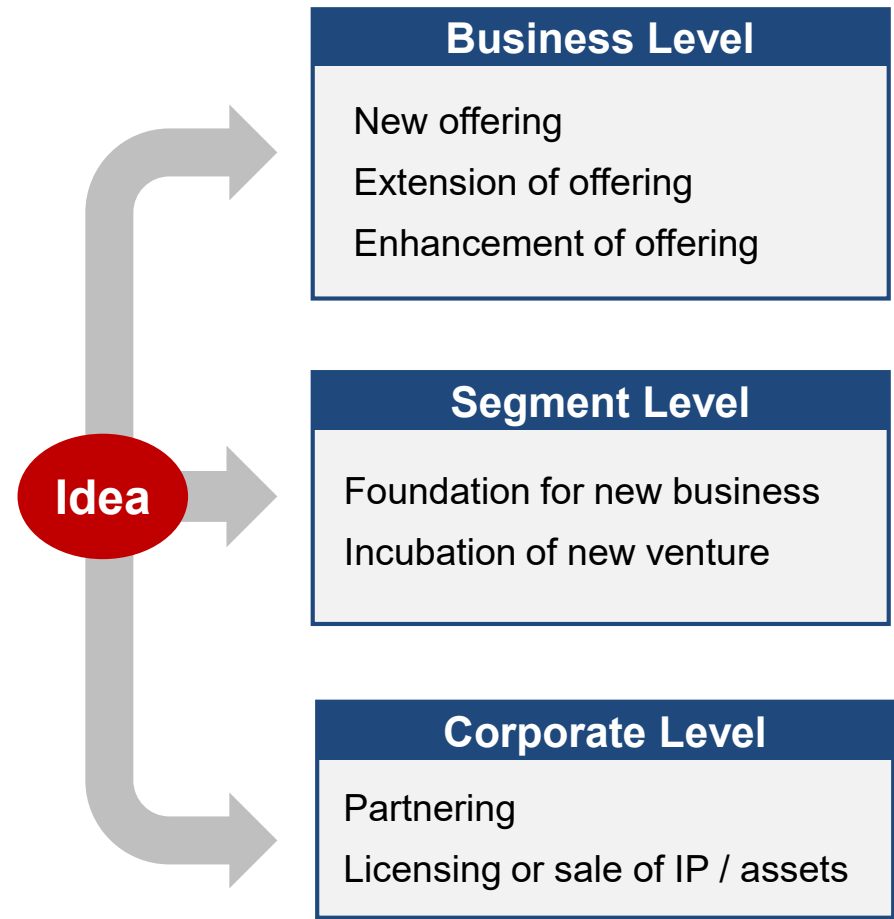 Business Level
New offering
Extension of offering
Enhancement of offering
Idea
Segment Level
Foundation for new business
Incubation of new venture
Corporate Level
Partnering
Licensing or sale of IP / assets